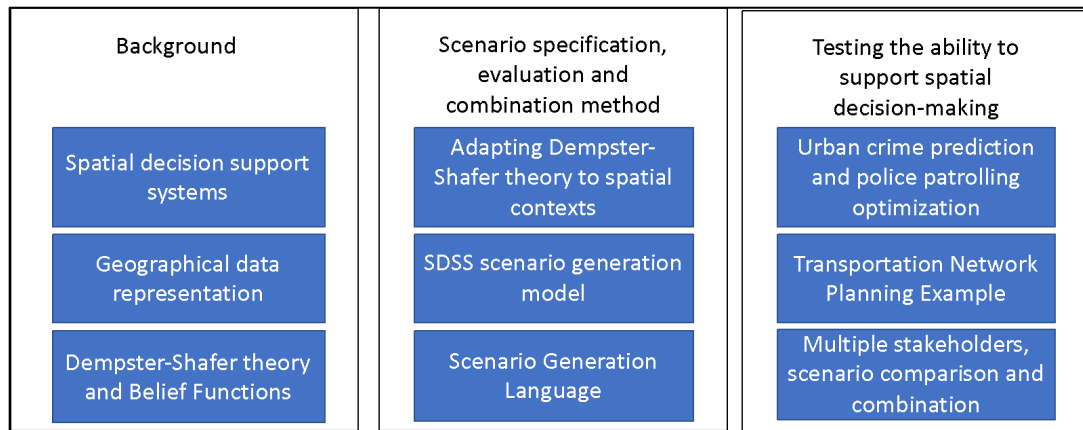 Background
Spatial decision support
systems
Geographical data
representation
Dempster-Shafer theory
and Belief Functions
Scenario specification,
evaluation and
combination method
Adapting Dempster-
Shafer theory to spatial
contexts
SDSS scenario generation
model
Scenario Generation
Language
Testing the ability to
support spatial
decision-making
Urban crime prediction
and police patrolling
optimization
Transportation Network
Planning Example
Multiple stakeholders,
scenario comparison and
combination